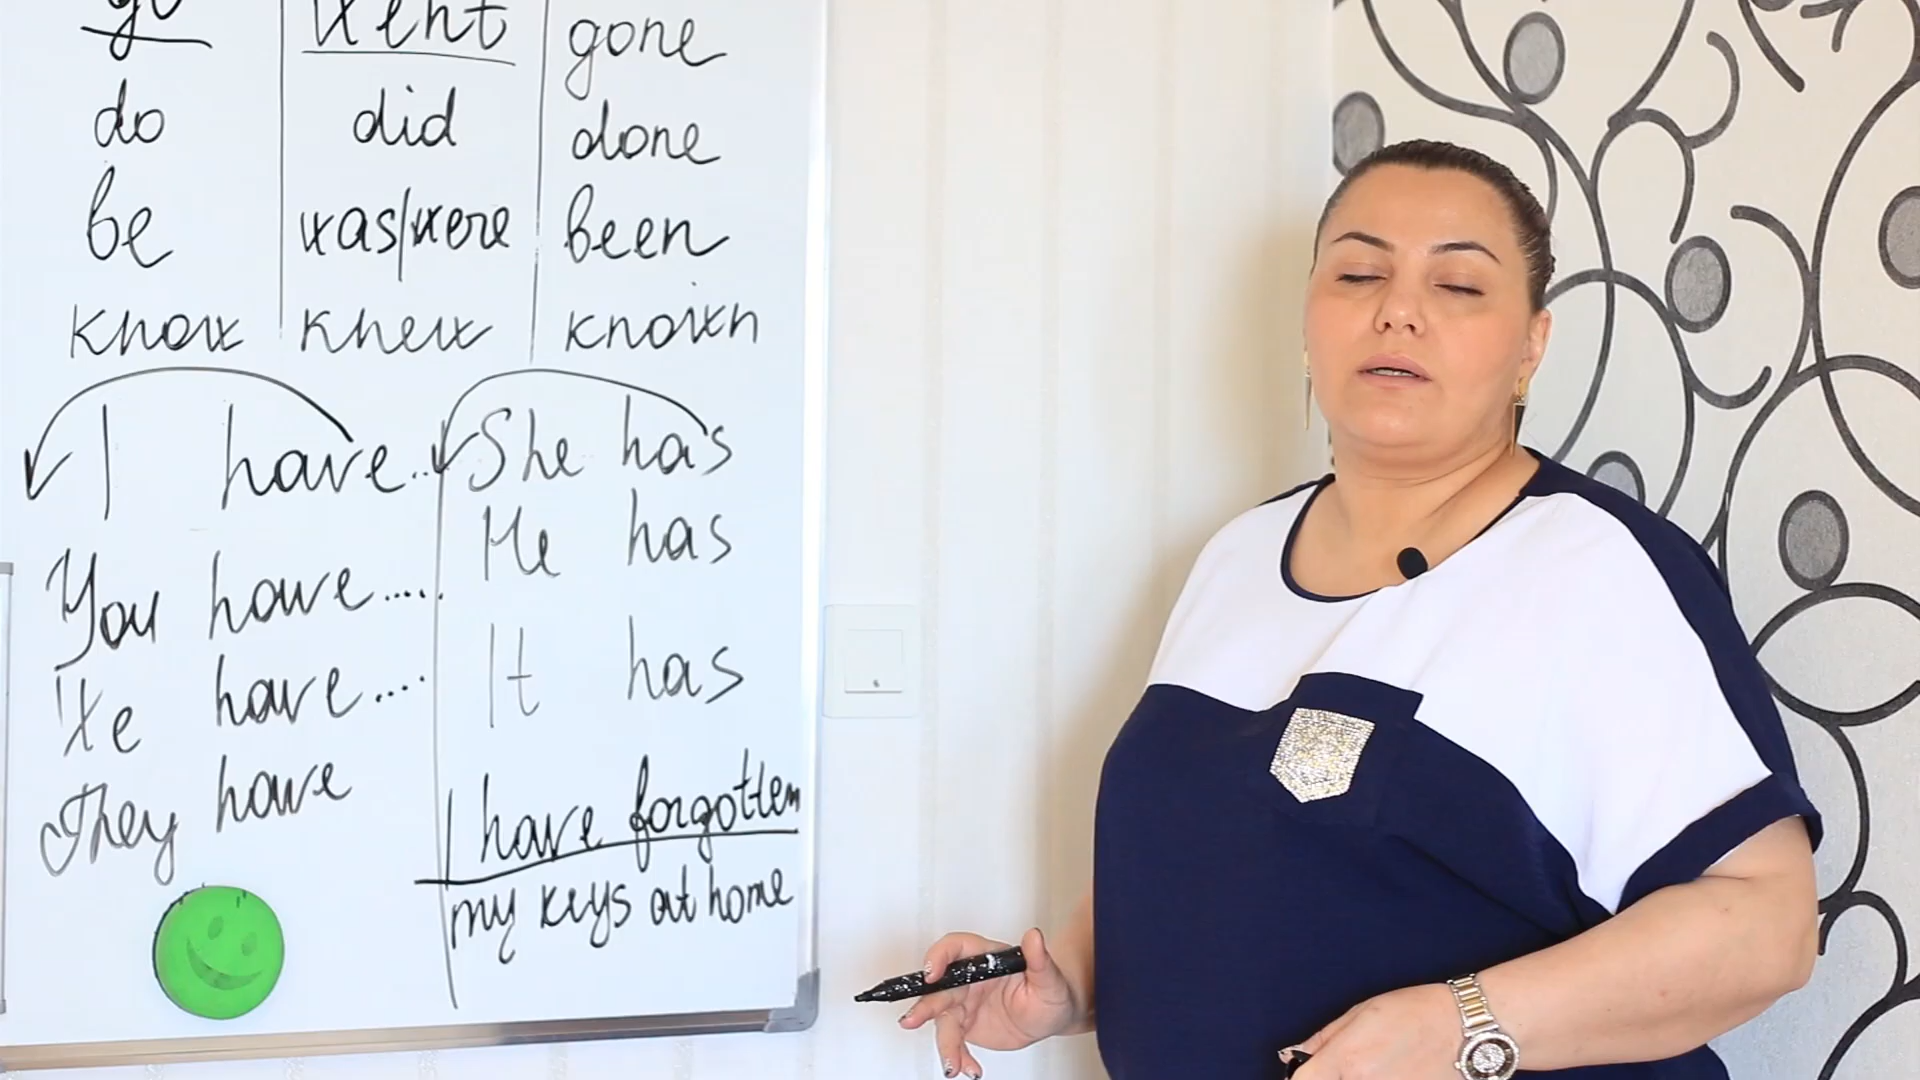 go went gone
do did done
be was/were been
know knew known
I have... She has
He has
You have.....
We have.... It has
They have
I have forgotten
my keys at home